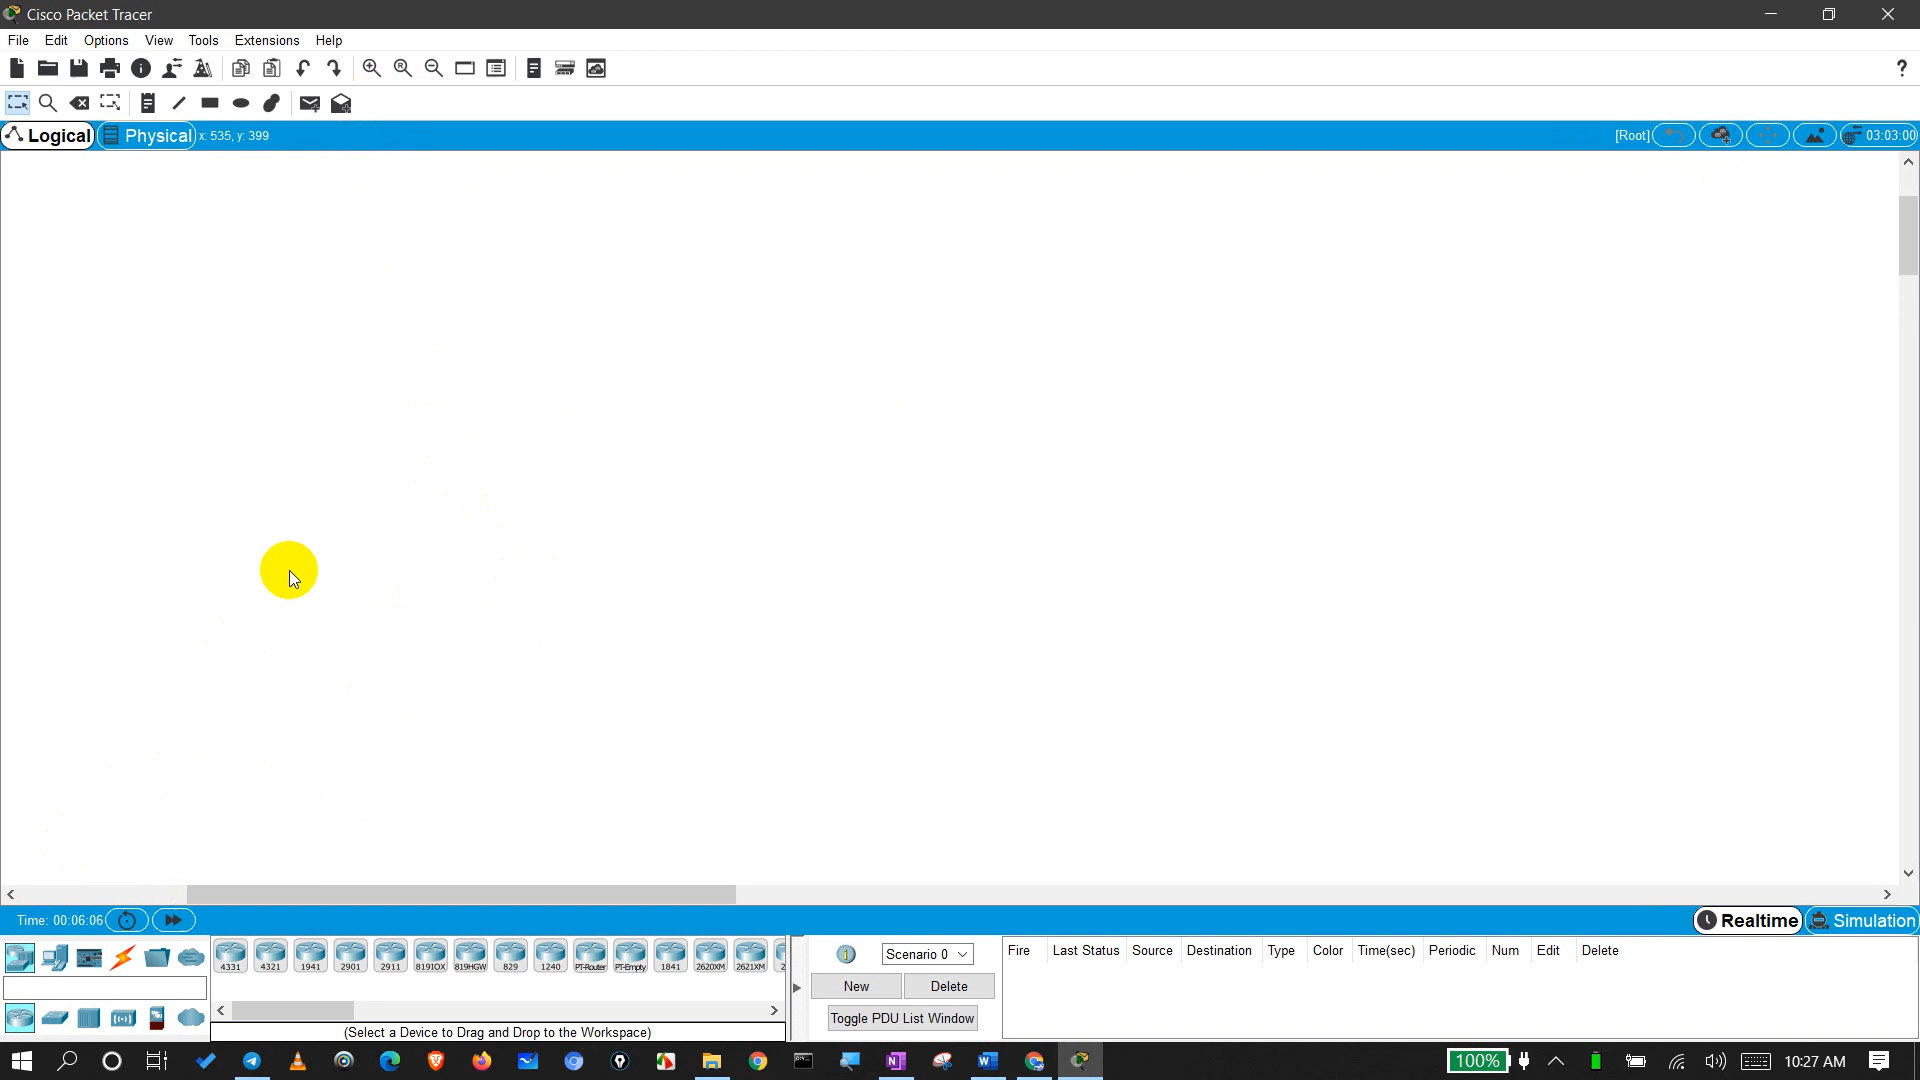 Cisco Packet Tracer
File Edit Options View Tools Extensions Help
Logical Physical x: 535, y: 399 [Root] 03:03:00
Time: 00:06:06 Realtime Simulation
4331 4321 1941 2901 2911 819IOX 819HGW 829 1240 PT-Router PT-Empty 1841 2620XM 2621XM 2
Scenario 0
Fire Last Status Source Destination Type Color Time(sec) Periodic Num Edit Delete
New Delete
Toggle PDU List Window
(Select a Device to Drag and Drop to the Workspace)
100% 10:27 AM